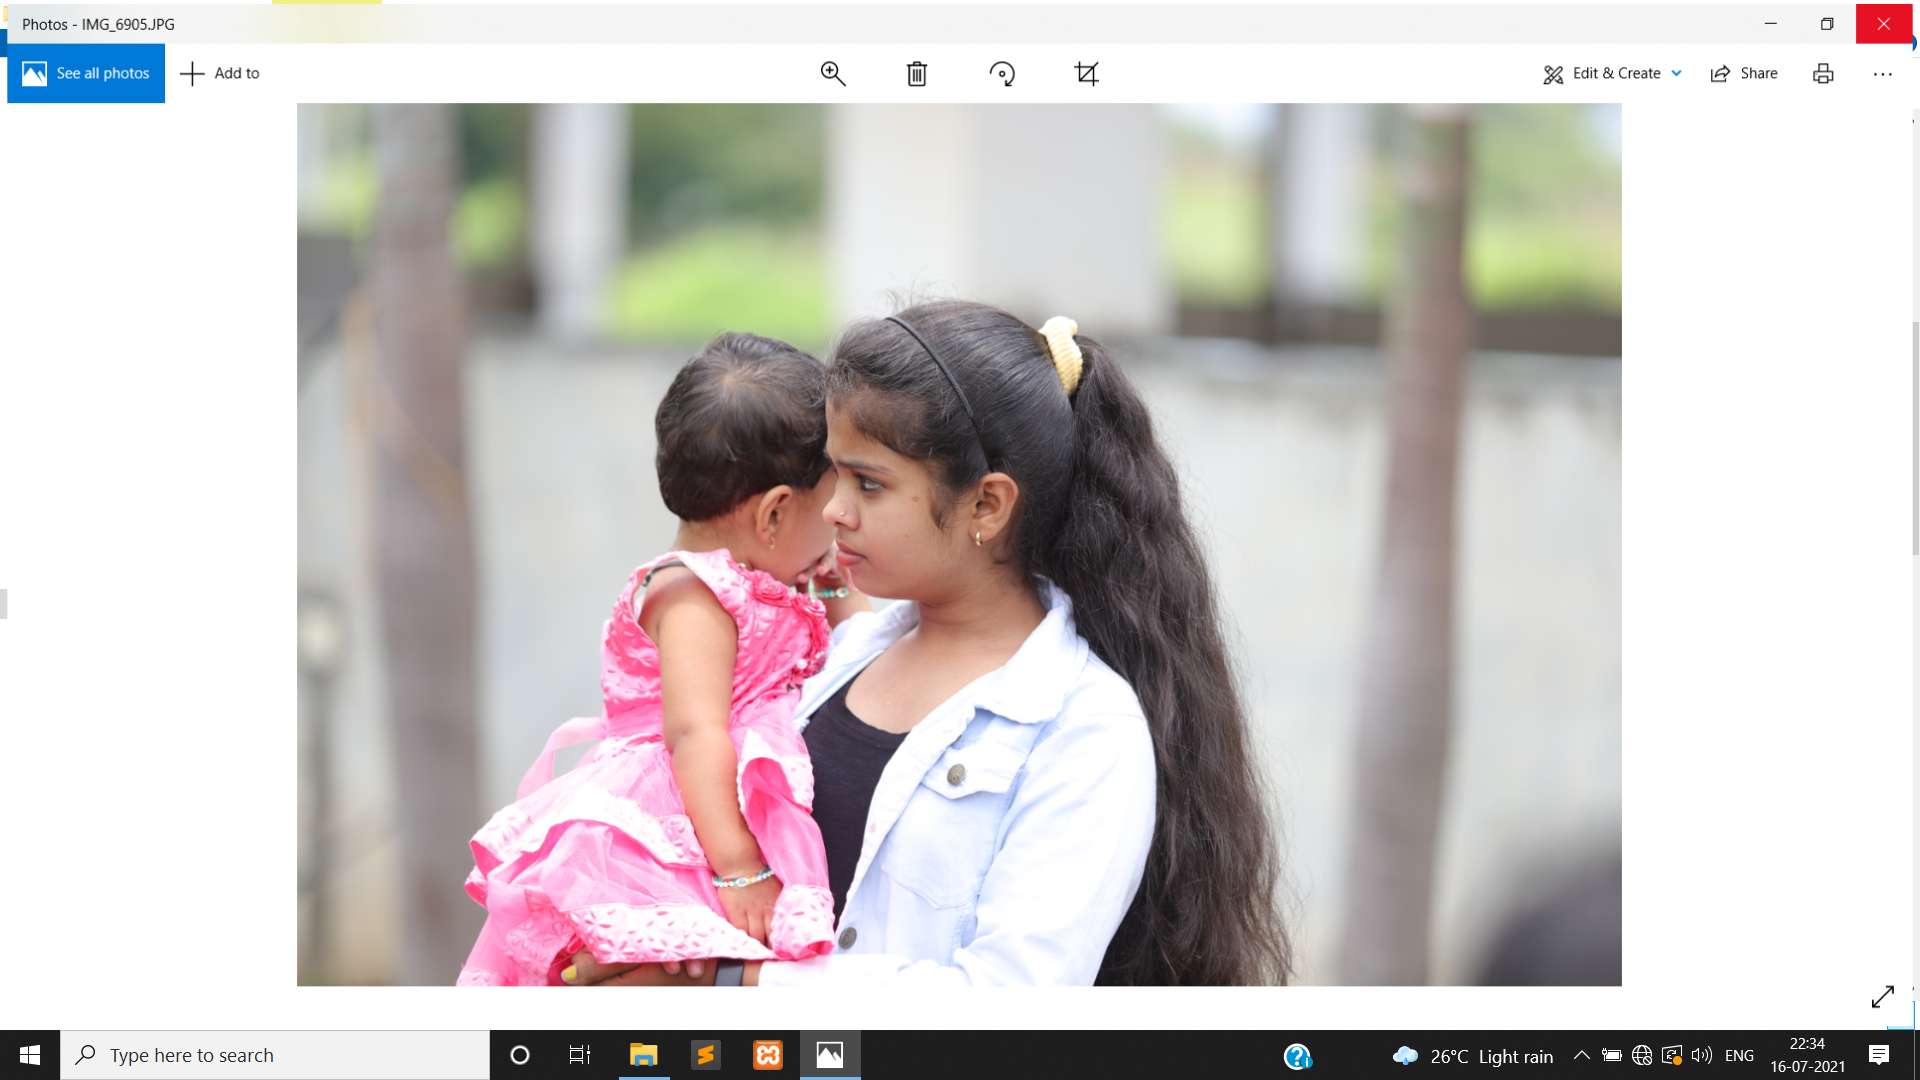 Photos - IMG_6905.JPG
See all photos
Add to
Edit & Create
Share
Type here to search
26°C Light rain
ENG
22:34
16-07-2021